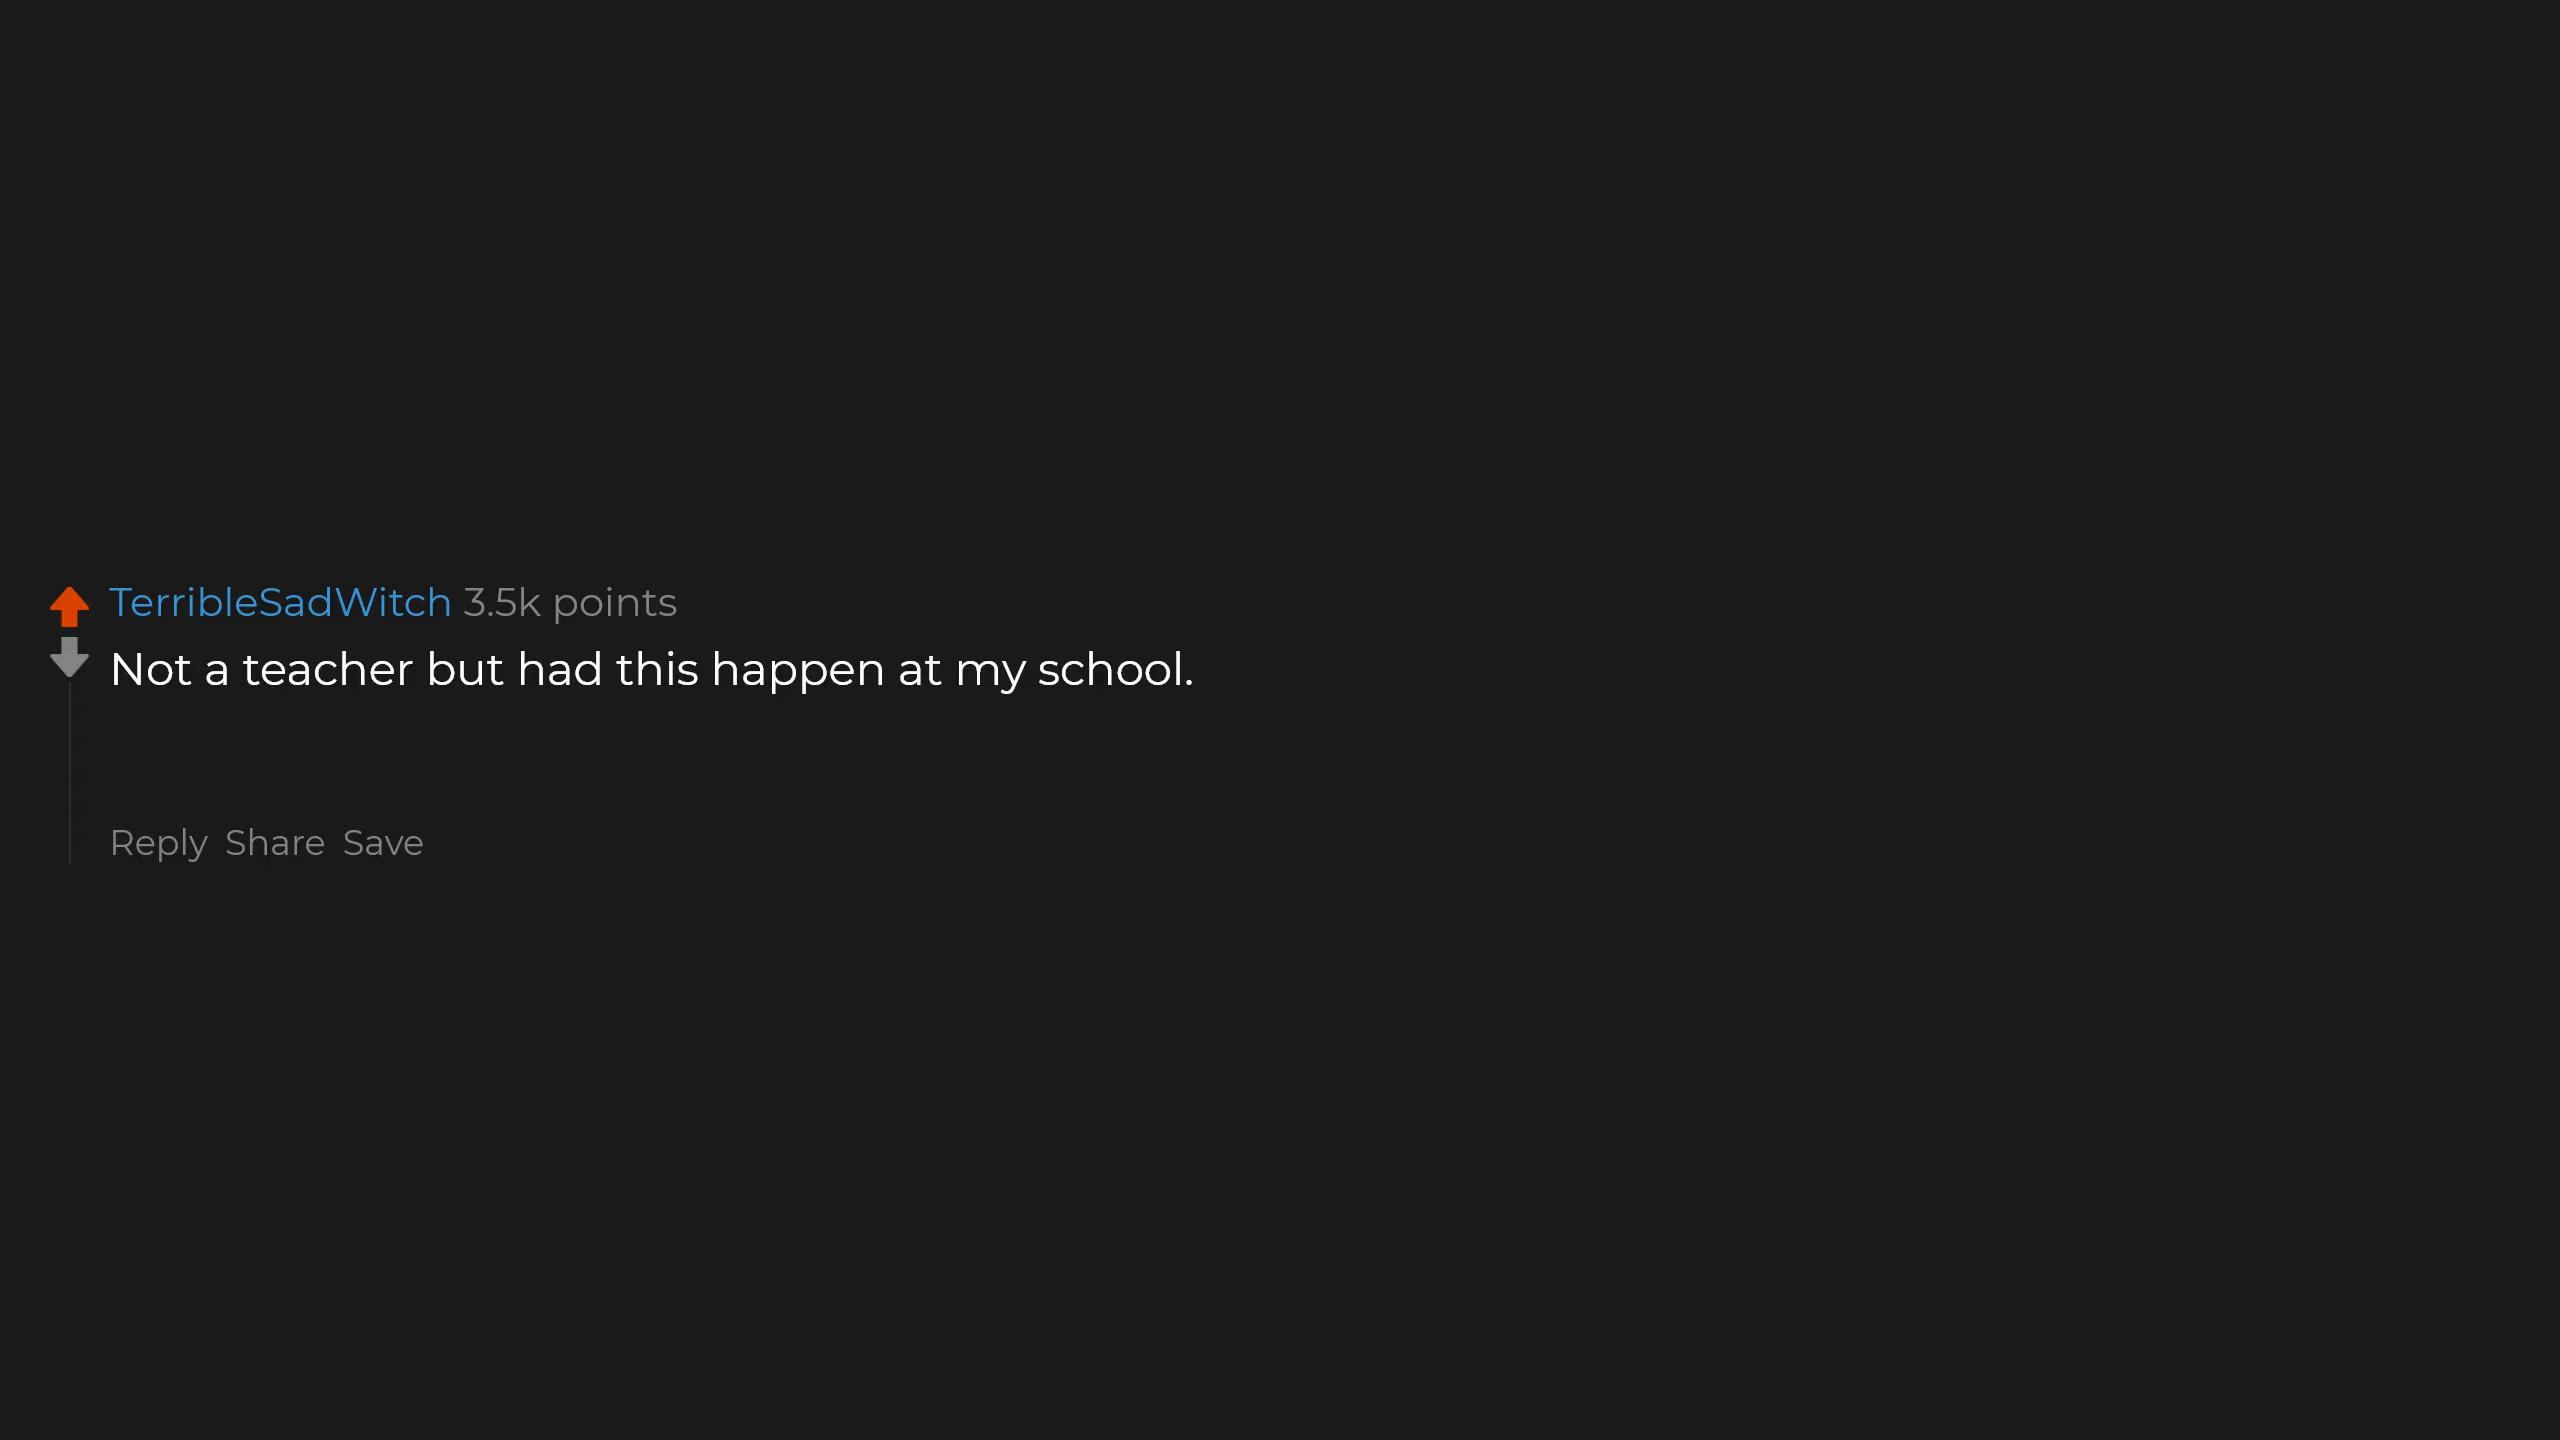 TerribleSadWitch 3.5k points
Not a teacher but had this happen at my school.
Reply Share Save